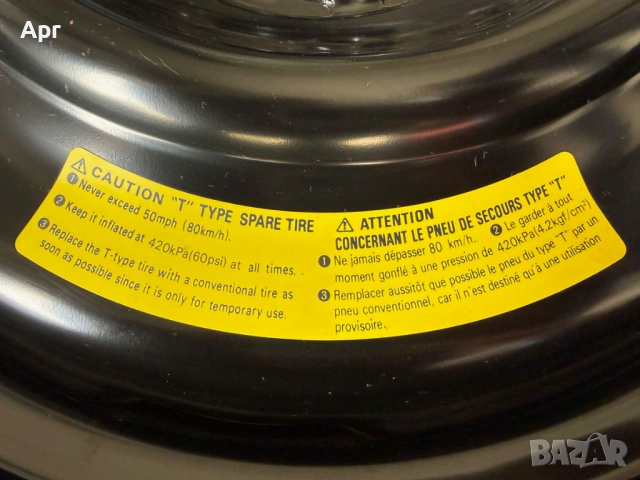 Apr
⚠ CAUTION "T" TYPE SPARE TIRE
❶ Never exceed 50mph (80km/h).
❷ Keep it inflated at 420kPa(60psi) at all times.
❸ Replace the T-type tire with a conventional tire as
soon as possible since it is only for temporary use.
⚠ ATTENTION
CONCERNANT LE PNEU DE SECOURS TYPE "T"
❶ Ne jamais dépasser 80 km/h. ❷ Le garder à tout
moment gonflé à une pression de 420kPa(4.2kgf/cm²)
❸ Remplacer aussitôt que possible le pneu du type "T" par un
pneu conventionnel, car il n'est destiné qu'à une utilisation
provisoire.
BAZAR